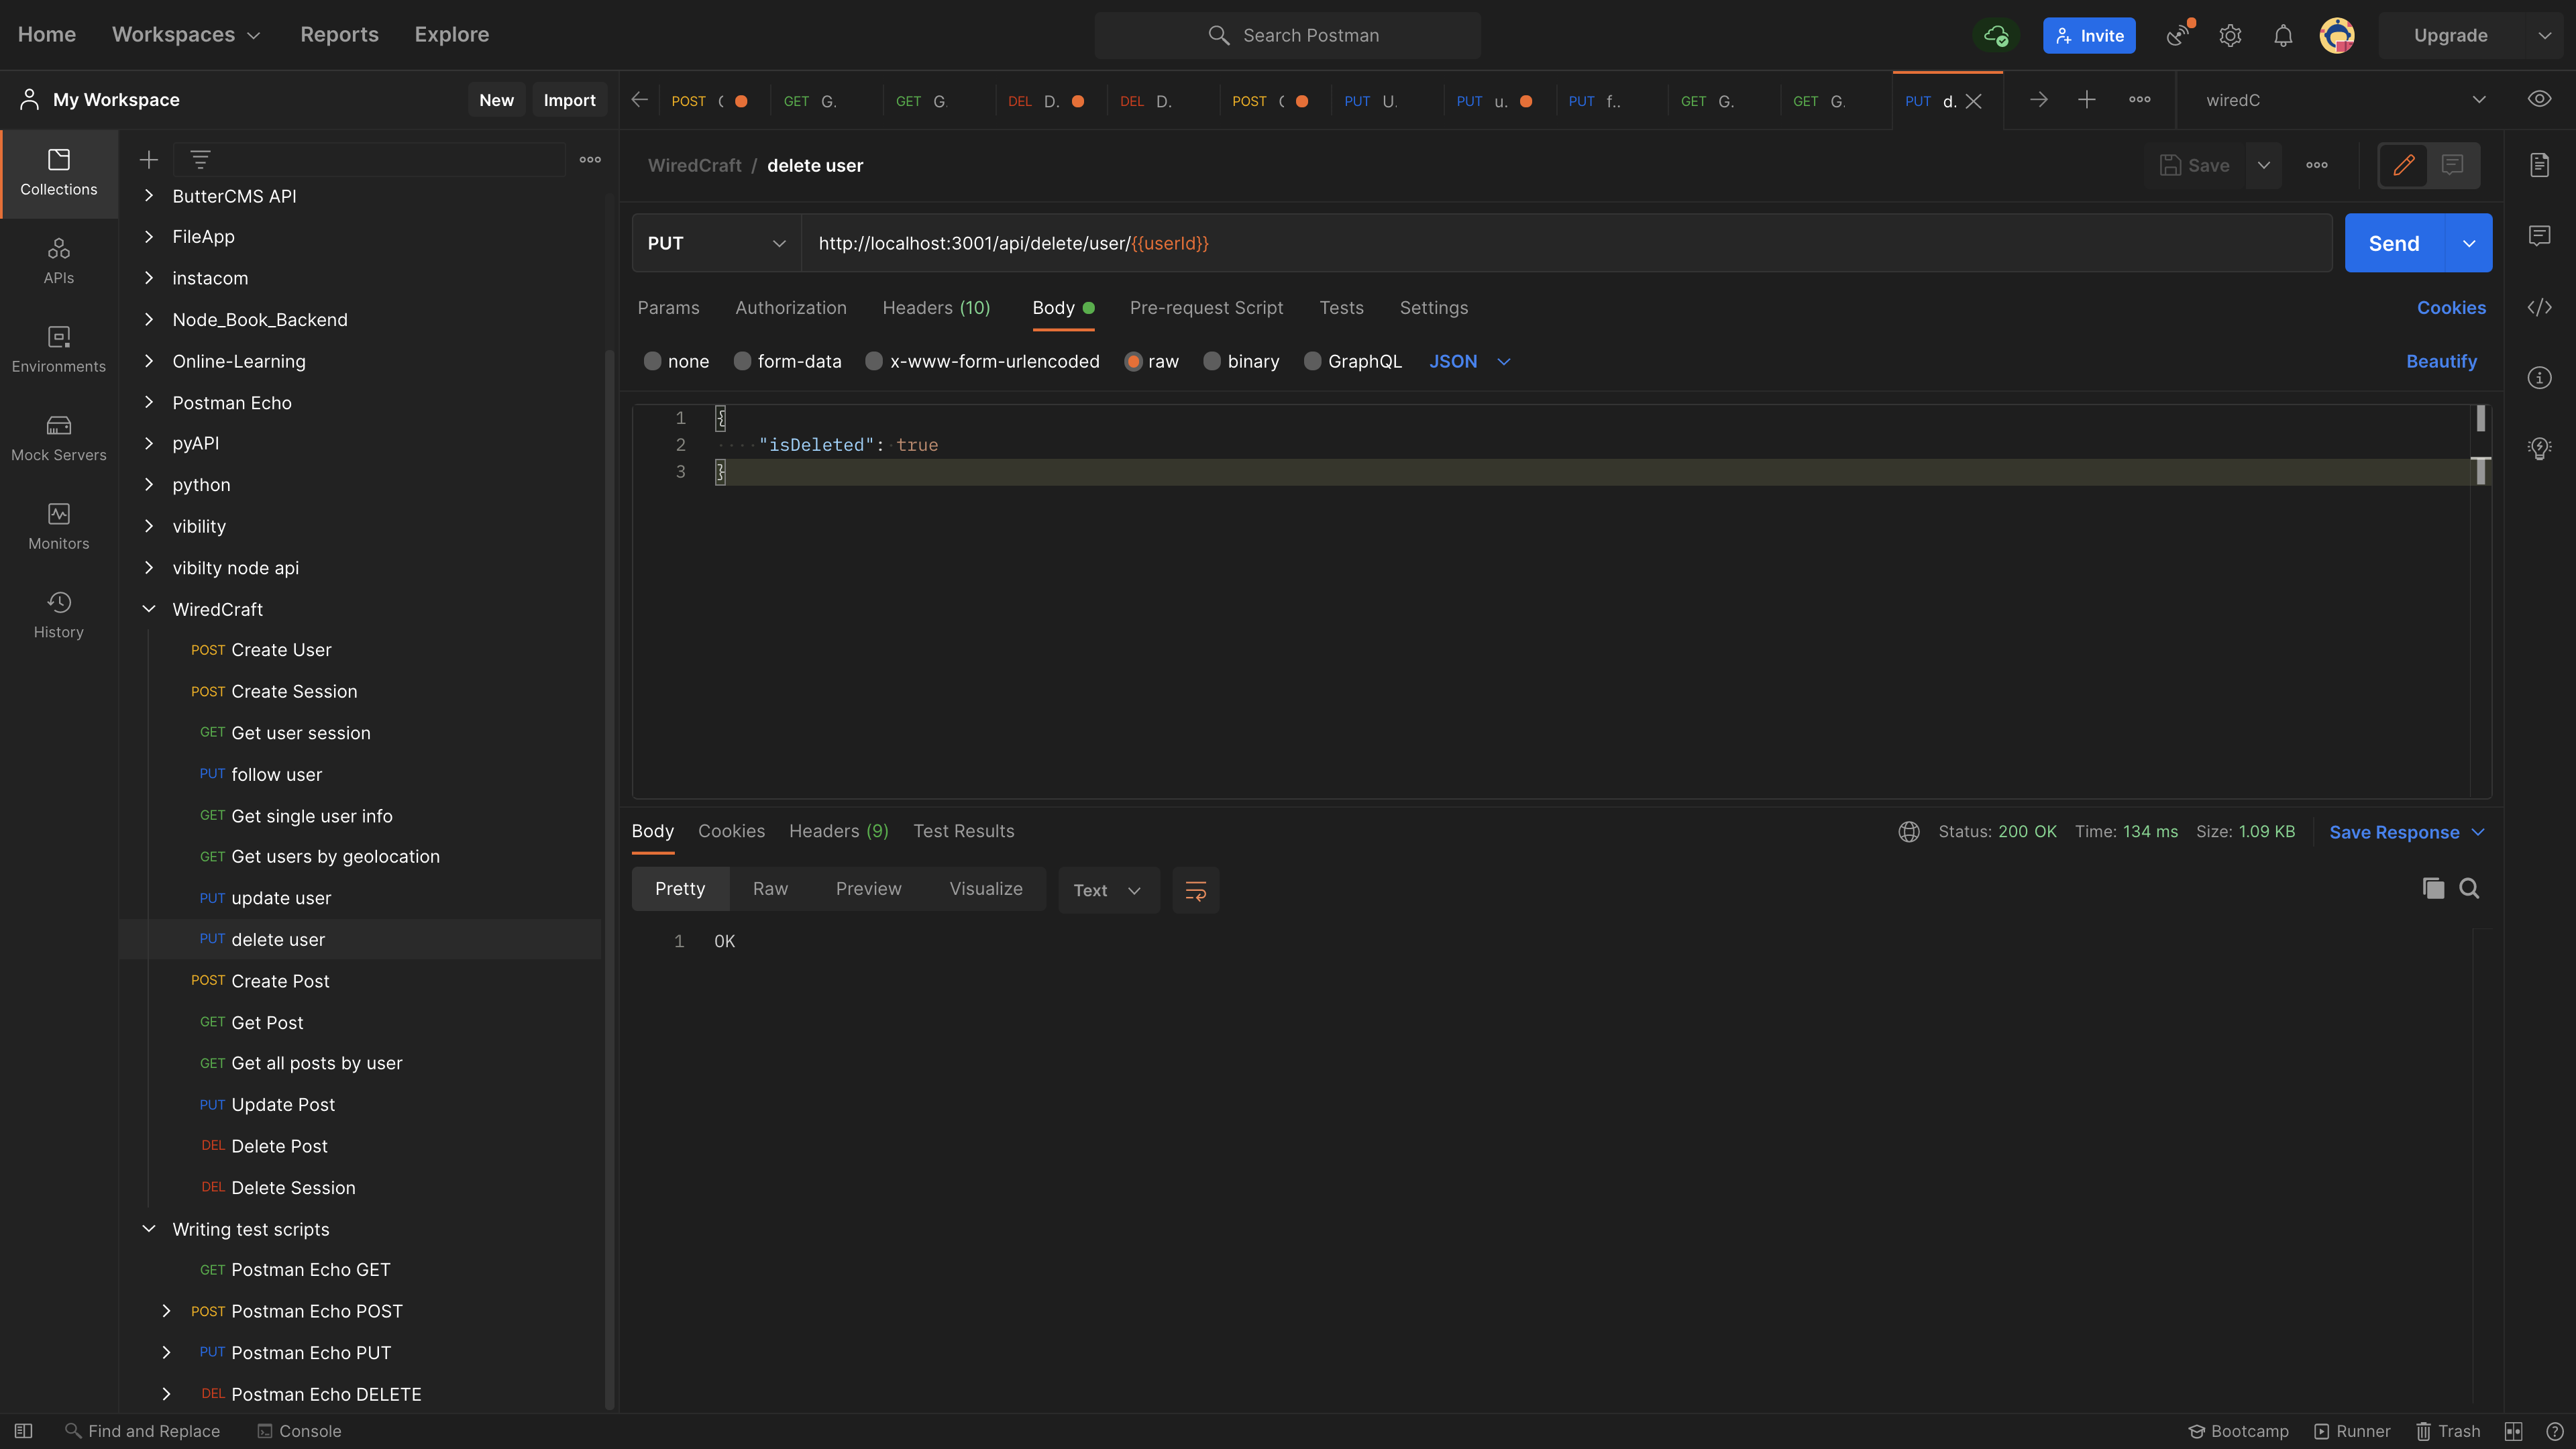 Home Workspaces Reports Explore Search Postman Invite Upgrade
My Workspace New Import
POST GET G. GET G DEL D. DEL D. POST PUT U. PUT u. PUT f.. GET G. GET G. PUT d. wiredC
Collections
APIs
Environments
Mock Servers
Monitors
History
ButterCMS API
FileApp
instacom
Node_Book_Backend
Online-Learning
Postman Echo
pyAPI
python
vibility
vibilty node api
WiredCraft
POST Create User
POST Create Session
GET Get user session
PUT follow user
GET Get single user info
GET Get users by geolocation
PUT update user
PUT delete user
POST Create Post
GET Get Post
GET Get all posts by user
PUT Update Post
DEL Delete Post
DEL Delete Session
Writing test scripts
GET Postman Echo GET
POST Postman Echo POST
PUT Postman Echo PUT
DEL Postman Echo DELETE
WiredCraft / delete user Save
PUT http://localhost:3001/api/delete/user/{{userId}} Send
Params Authorization Headers (10) Body Pre-request Script Tests Settings Cookies
none form-data x-www-form-urlencoded raw binary GraphQL JSON Beautify
1 {
2 "isDeleted": true
3 }
Body Cookies Headers (9) Test Results Status: 200 OK Time: 134 ms Size: 1.09 KB Save Response
Pretty Raw Preview Visualize Text
1 OK
Find and Replace Console Bootcamp Runner Trash